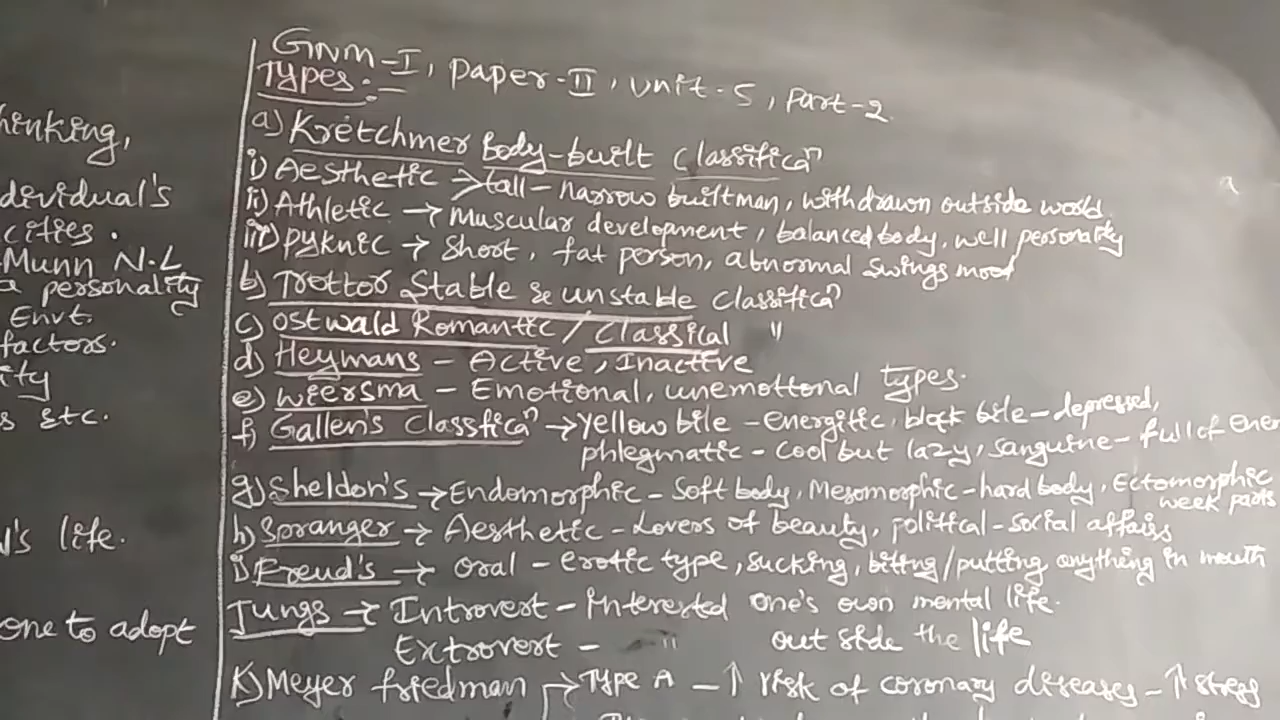 hinking,
dividual's
cities.
Munn N.L
a personality
Envt.
factors.
ity
s etc.
's life.
one to adopt
GNM-I, paper-II, unit-5, part-2
Types:-
a) Kretchmer Body-built Classificaⁿ
i) Aesthetic → tall - narrow builtman, withdrawn outside world.
ii) Athletic → Muscular development, balanced body, well personality
iii) pyknic → Short, fat person, abnormal swings mood
b) Trottor Stable & unstable Classificaⁿ
c) Ostwald Romantic / Classical "
d) Heymans - Active, Inactive
e) Wiersma - Emotional, unemotional types.
f) Gallen's Classficaⁿ → yellow bile - energitic, black bile - depressed,
phlegmatic - cool but lazy, sanguine - full of ener
g) Sheldon's → Endomorphic - Soft body, Mesomorphic - hard body, Ectomorphic
week parts
h) Spranger → Aesthetic - Lovers of beauty, political - social affairs
i) Freud's → oral - erotic type, sucking, biting/putting anything in mouth
Jungs → Introvert - interested one's own mental life.
Extrovert - " out side the life
K) Meyer friedman → Type A - ↑ risk of coronary diseases - ↑ stress